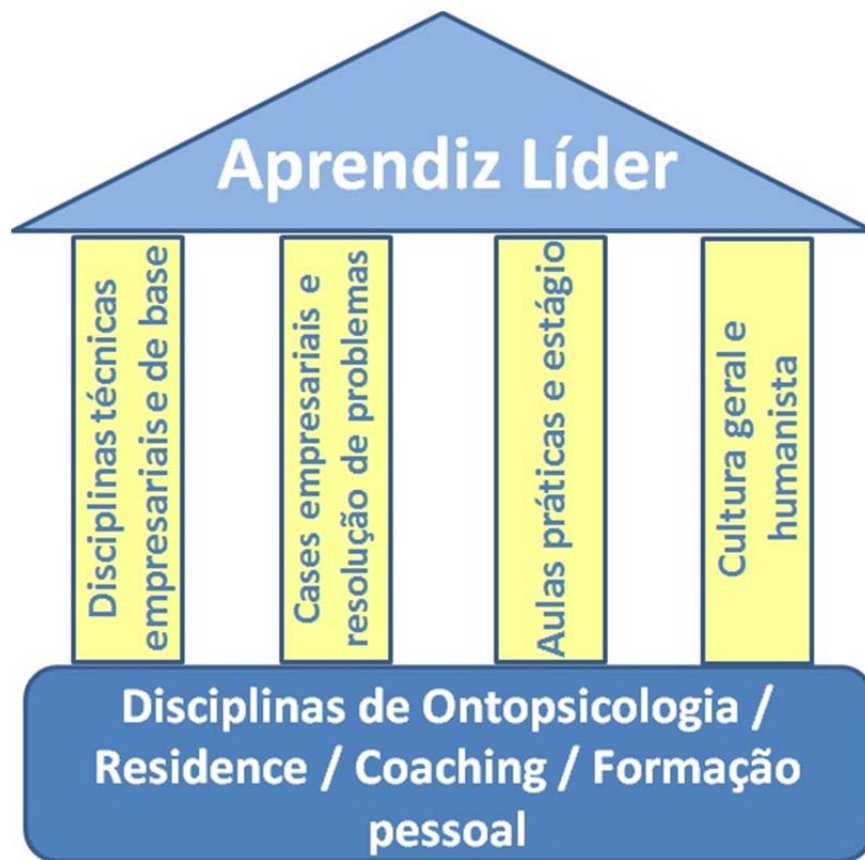 Aprendiz Líder
Disciplinas técnicas
empresariais e de base
Cases empresariais e
resolução de problemas
Aulas práticas e estágio
Cultura geral e
humanista
Disciplinas de Ontopsicologia /
Residence / Coaching / Formação
pessoal